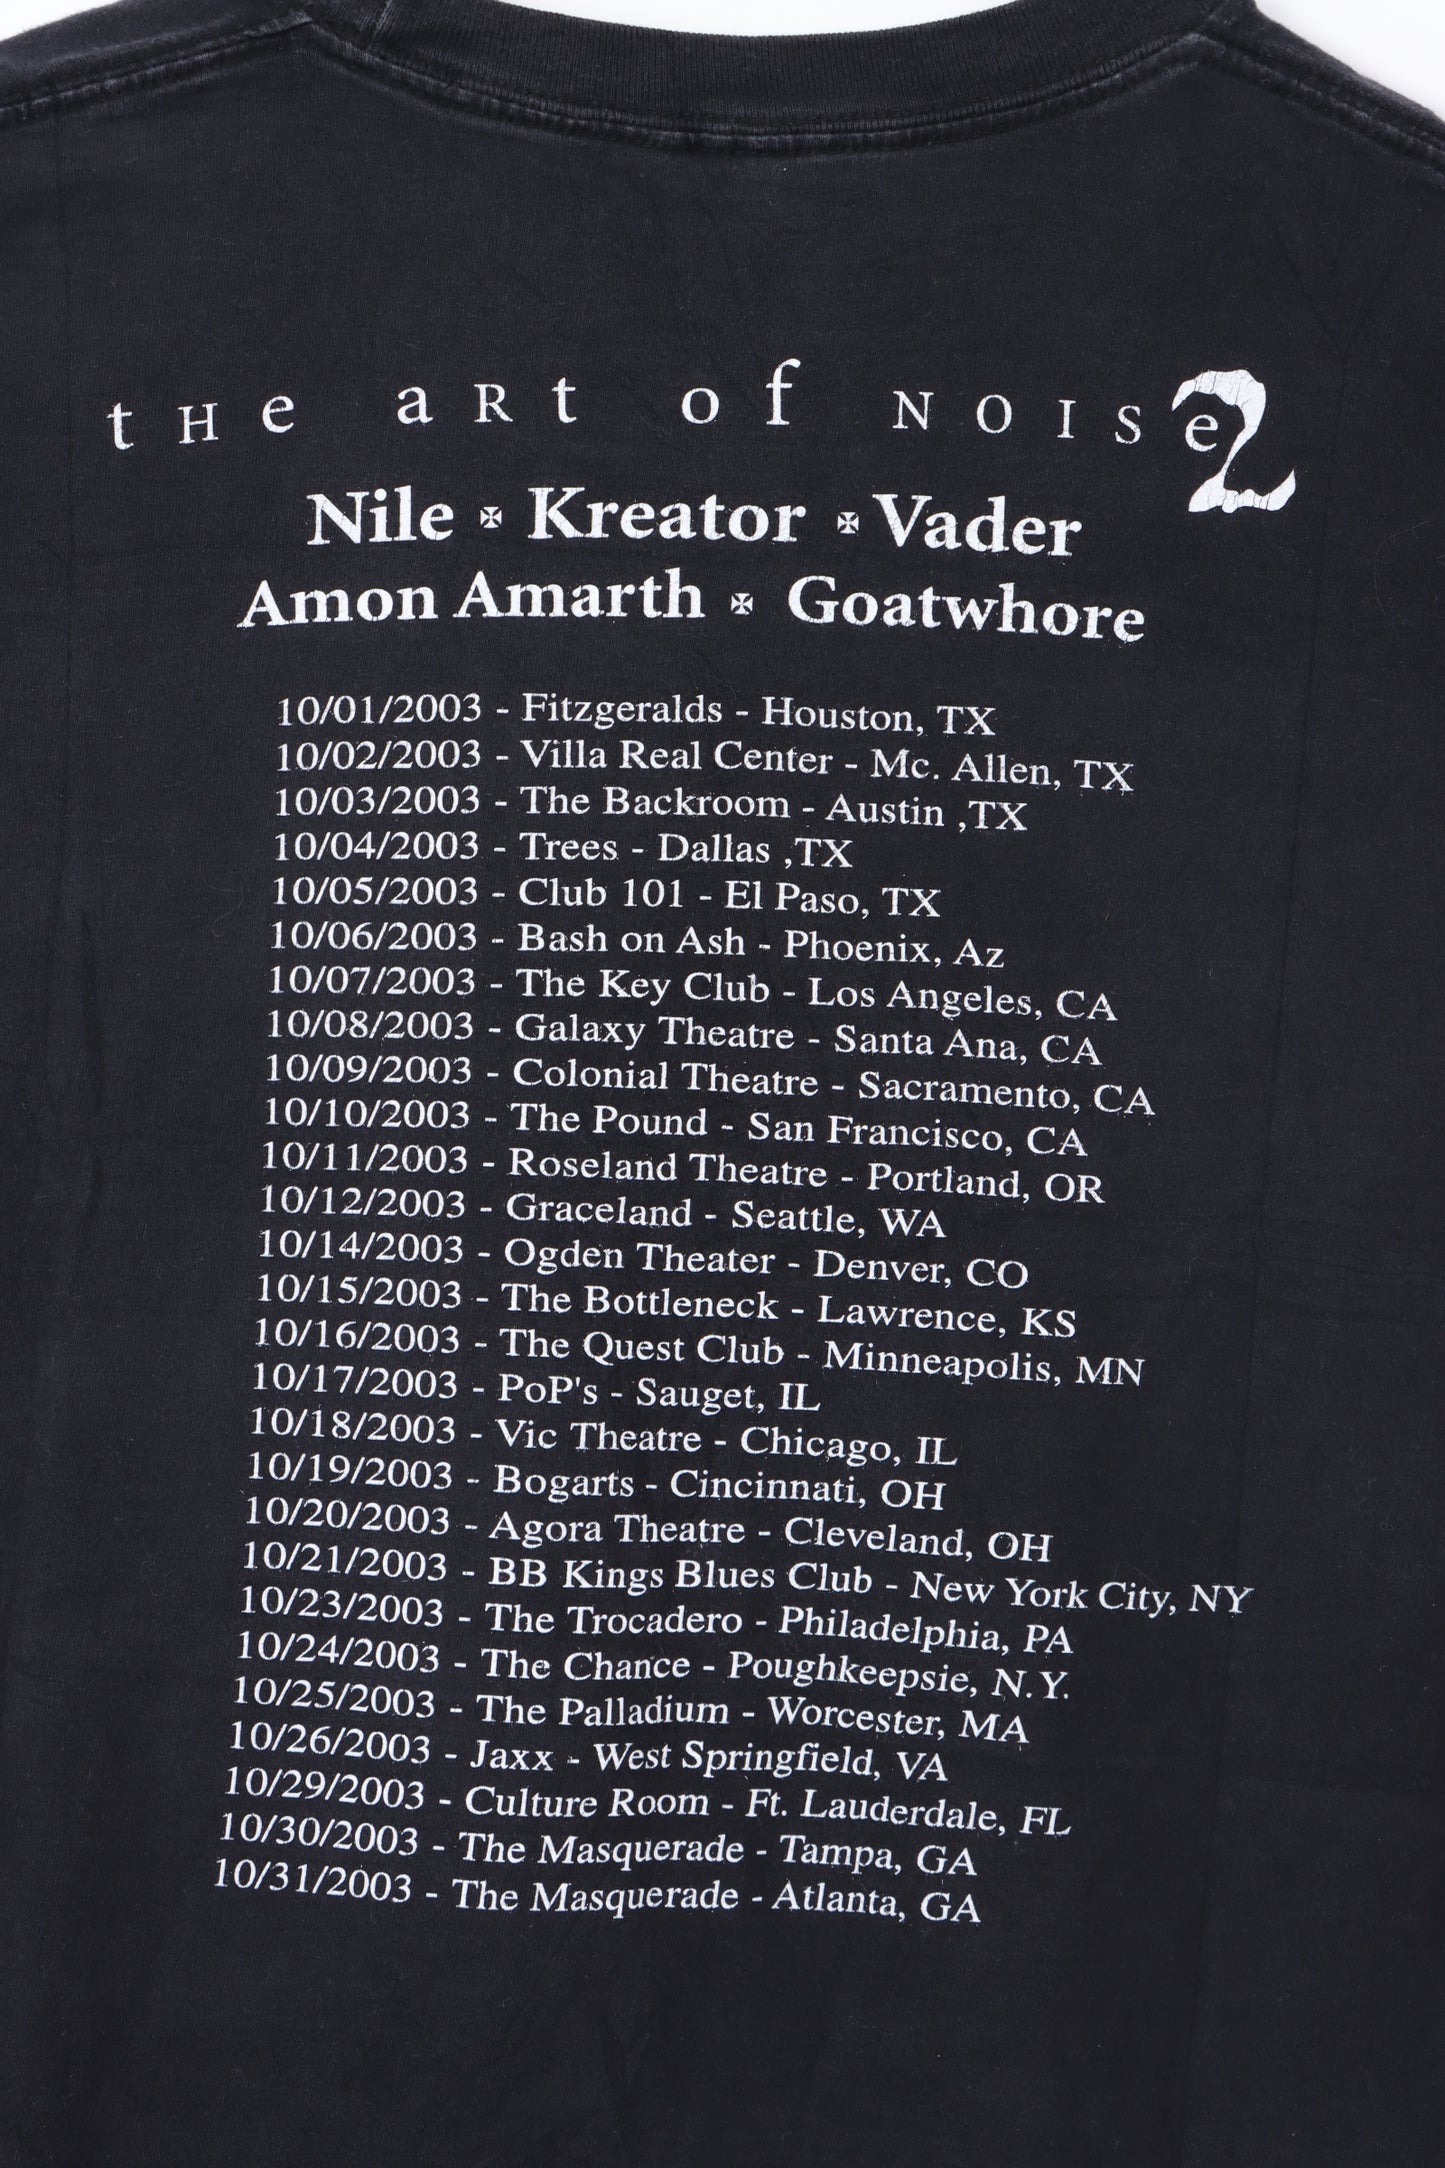 tHe aRt of NOISe 2
Nile ✠ Kreator ✠ Vader
Amon Amarth ✠ Goatwhore
10/01/2003 - Fitzgeralds - Houston, TX
10/02/2003 - Villa Real Center - Mc. Allen, TX
10/03/2003 - The Backroom - Austin ,TX
10/04/2003 - Trees - Dallas ,TX
10/05/2003 - Club 101 - El Paso, TX
10/06/2003 - Bash on Ash - Phoenix, Az
10/07/2003 - The Key Club - Los Angeles, CA
10/08/2003 - Galaxy Theatre - Santa Ana, CA
10/09/2003 - Colonial Theatre - Sacramento, CA
10/10/2003 - The Pound - San Francisco, CA
10/11/2003 - Roseland Theatre - Portland, OR
10/12/2003 - Graceland - Seattle, WA
10/14/2003 - Ogden Theater - Denver, CO
10/15/2003 - The Bottleneck - Lawrence, KS
10/16/2003 - The Quest Club - Minneapolis, MN
10/17/2003 - PoP's - Sauget, IL
10/18/2003 - Vic Theatre - Chicago, IL
10/19/2003 - Bogarts - Cincinnati, OH
10/20/2003 - Agora Theatre - Cleveland, OH
10/21/2003 - BB Kings Blues Club - New York City, NY
10/23/2003 - The Trocadero - Philadelphia, PA
10/24/2003 - The Chance - Poughkeepsie, N.Y.
10/25/2003 - The Palladium - Worcester, MA
10/26/2003 - Jaxx - West Springfield, VA
10/29/2003 - Culture Room - Ft. Lauderdale, FL
10/30/2003 - The Masquerade - Tampa, GA
10/31/2003 - The Masquerade - Atlanta, GA